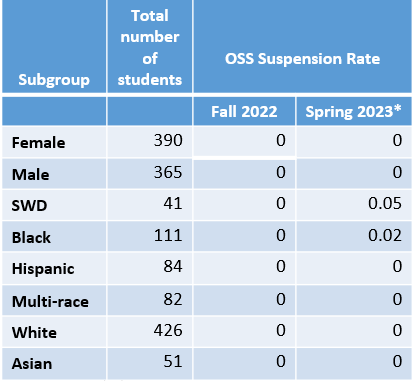 Total
number
of
students
Subgroup OSS Suspension Rate
Fall 2022 Spring 2023*
Female 390 0 0
Male 365 0 0
SWD 41 0 0.05
Black 111 0 0.02
Hispanic 84 0 0
Multi-race 82 0 0
White 426 0 0
Asian 51 0 0